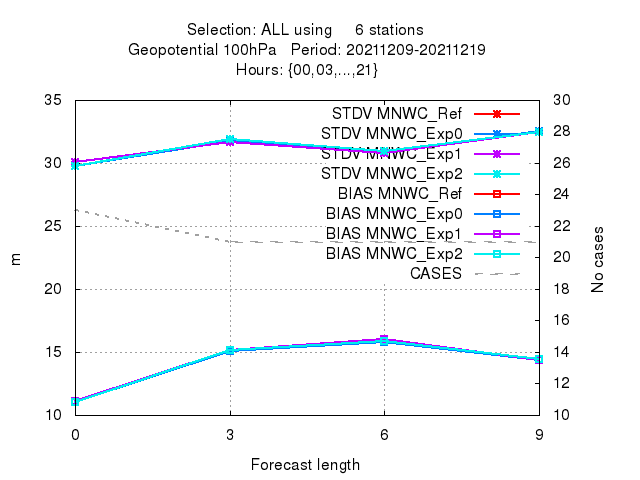 Selection: ALL using     6 stations
Geopotential 100hPa   Period: 20211209-20211219
Hours: {00,03,...,21}
35
30
25
20
15
10
m
30
28
26
24
22
20
18
16
14
12
10
No cases
STDV MNWC_Ref
STDV MNWC_Exp0
STDV MNWC_Exp1
STDV MNWC_Exp2
BIAS MNWC_Ref
BIAS MNWC_Exp0
BIAS MNWC_Exp1
BIAS MNWC_Exp2
CASES
0 3 6 9
Forecast length